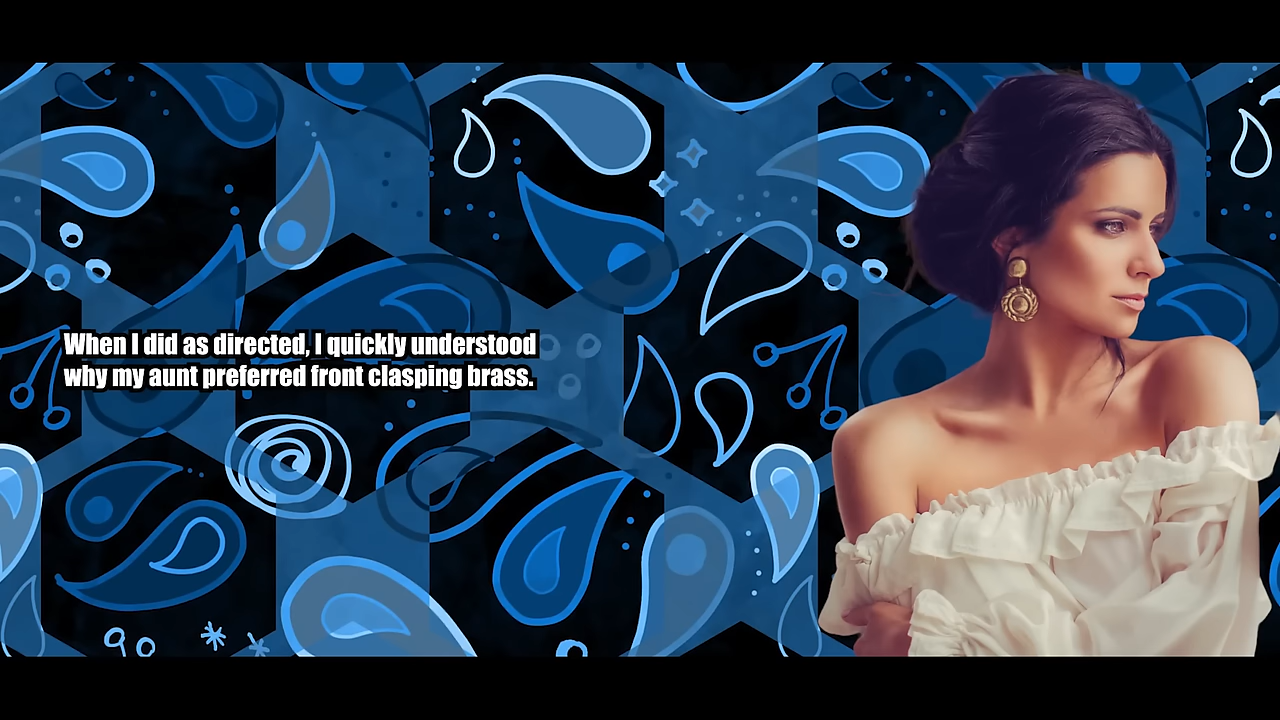 When I did as directed, I quickly understood
why my aunt preferred front clasping brass.